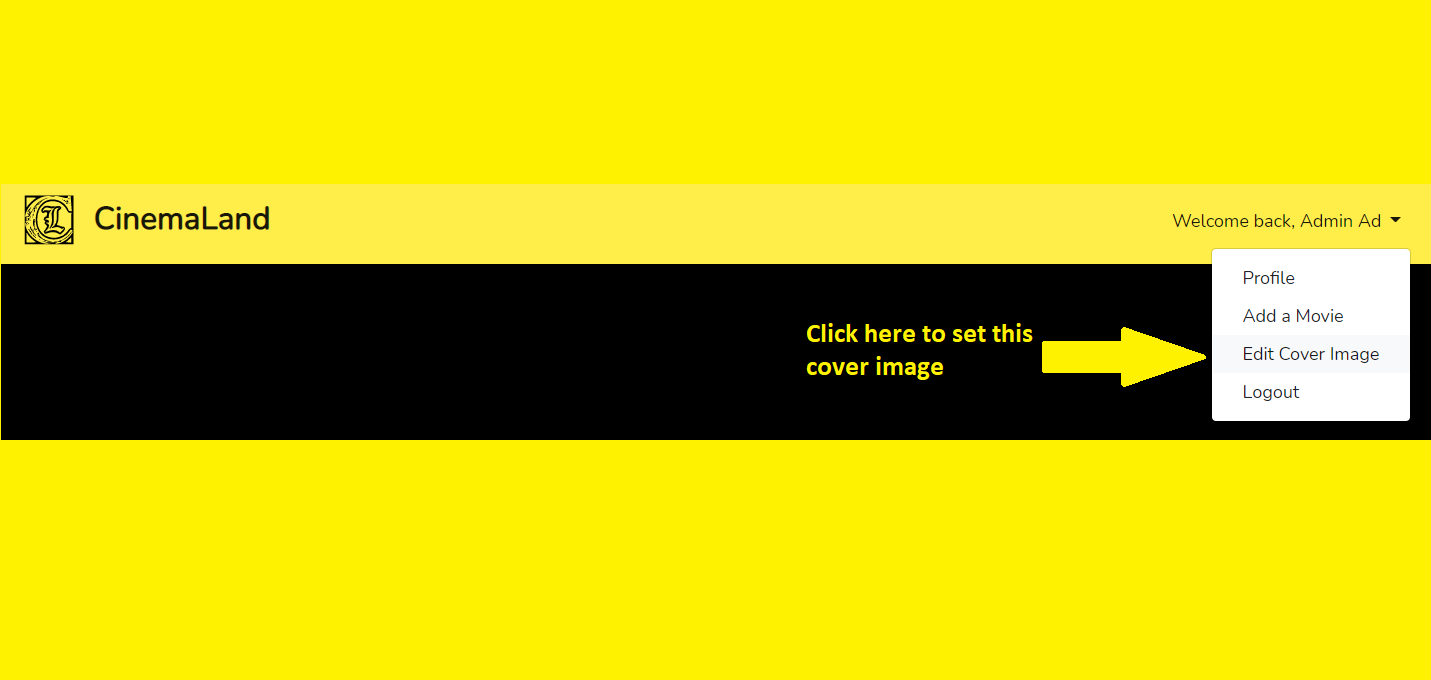 CinemaLand
Welcome back, Admin Ad
Profile
Add a Movie
Click here to set this
cover image
Edit Cover Image
Logout